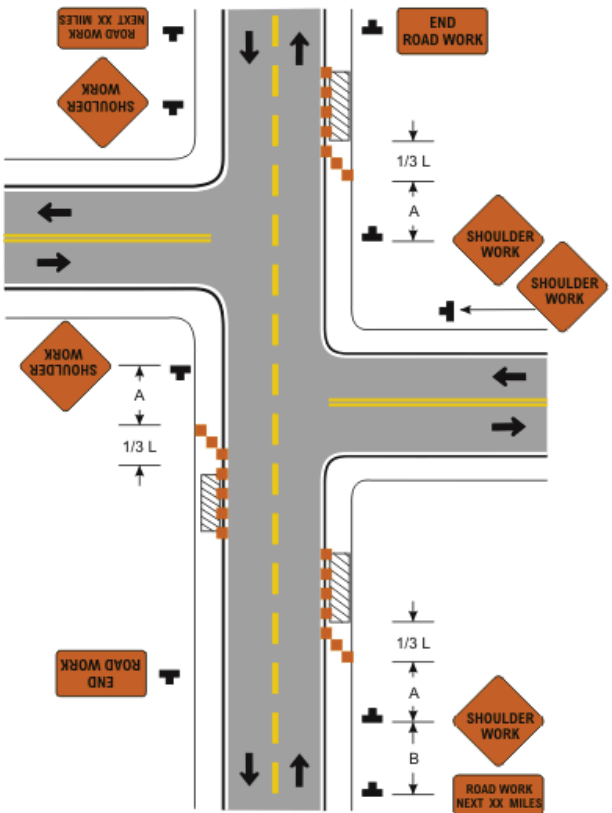 ROAD WORK
NEXT XX MILES
END
ROAD WORK
SHOULDER
WORK
1/3 L
A
SHOULDER
WORK
SHOULDER
WORK
SHOULDER
WORK
A
1/3 L
1/3 L
A
END
ROAD WORK
SHOULDER
WORK
B
ROAD WORK
NEXT XX MILES